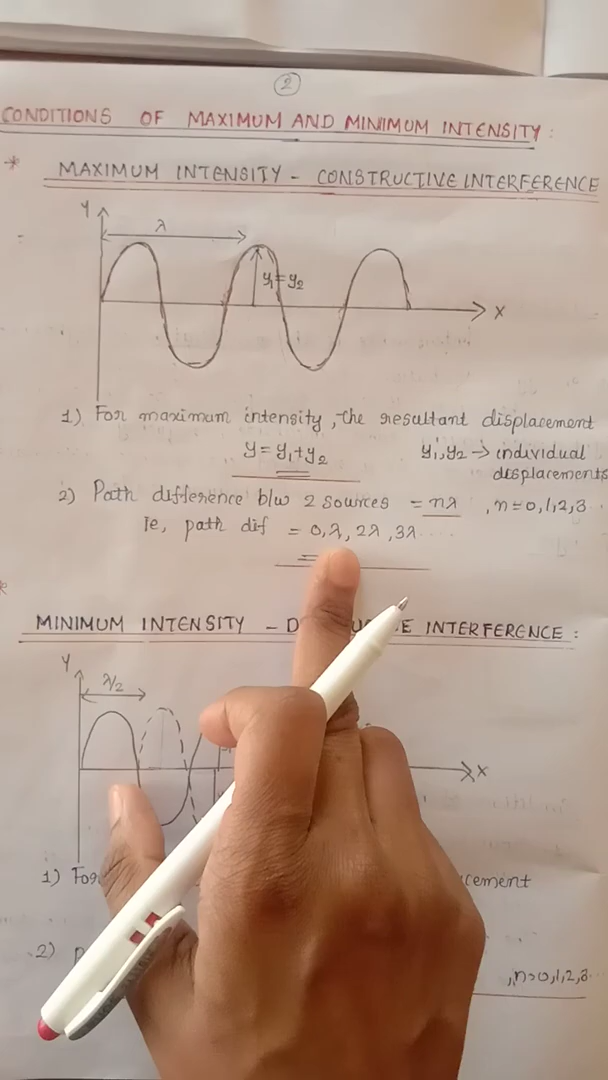 2
CONDITIONS OF MAXIMUM AND MINIMUM INTENSITY :
* MAXIMUM INTENSITY - CONSTRUCTIVE INTERFERENCE
Y
λ
y₁=y₂
X
1) For maximum intensity, the resultant displacement
y = y₁+y₂ y₁,y₂ → individual
displacements
2) Path difference b/w 2 sources = nλ , n=0,1,2,3
Ie, path dif = 0,λ,2λ,3λ....
=
MINIMUM INTENSITY - INTERFERENCE :
Y
λ/2
X
1) For
2)
,n=0,1,2,3..